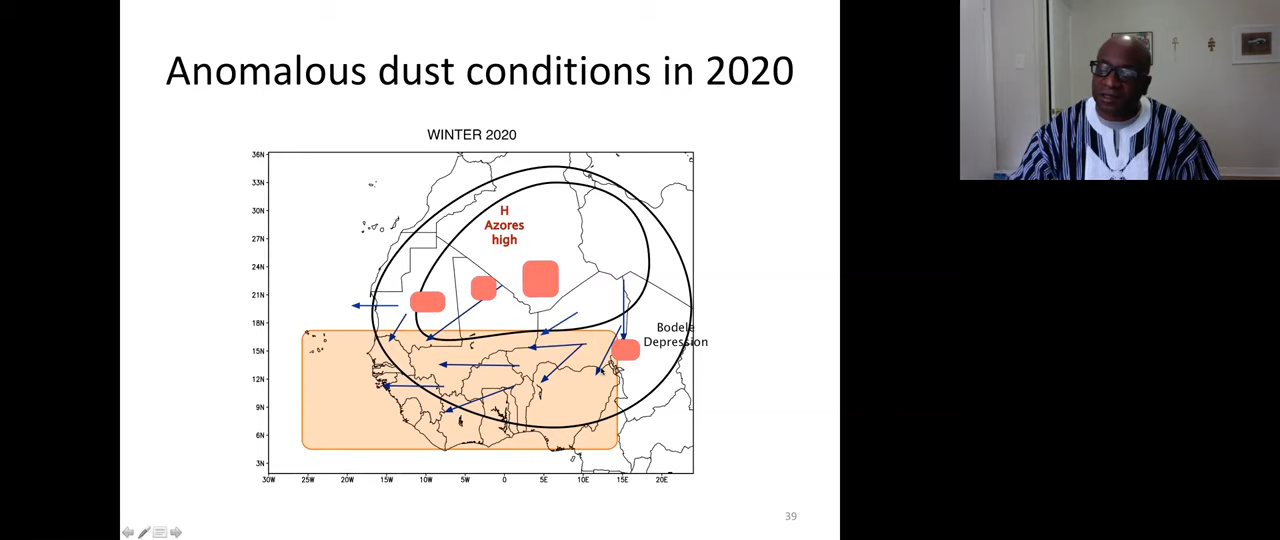 Anomalous dust conditions in 2020
WINTER 2020
36N
33N
30N
27N
24N
21N
18N
15N
12N
9N
6N
3N
H
Azores
high
Bodele
Depression
30W 25W 20W 15W 10W 5W 0 5E 10E 15E 20E
39